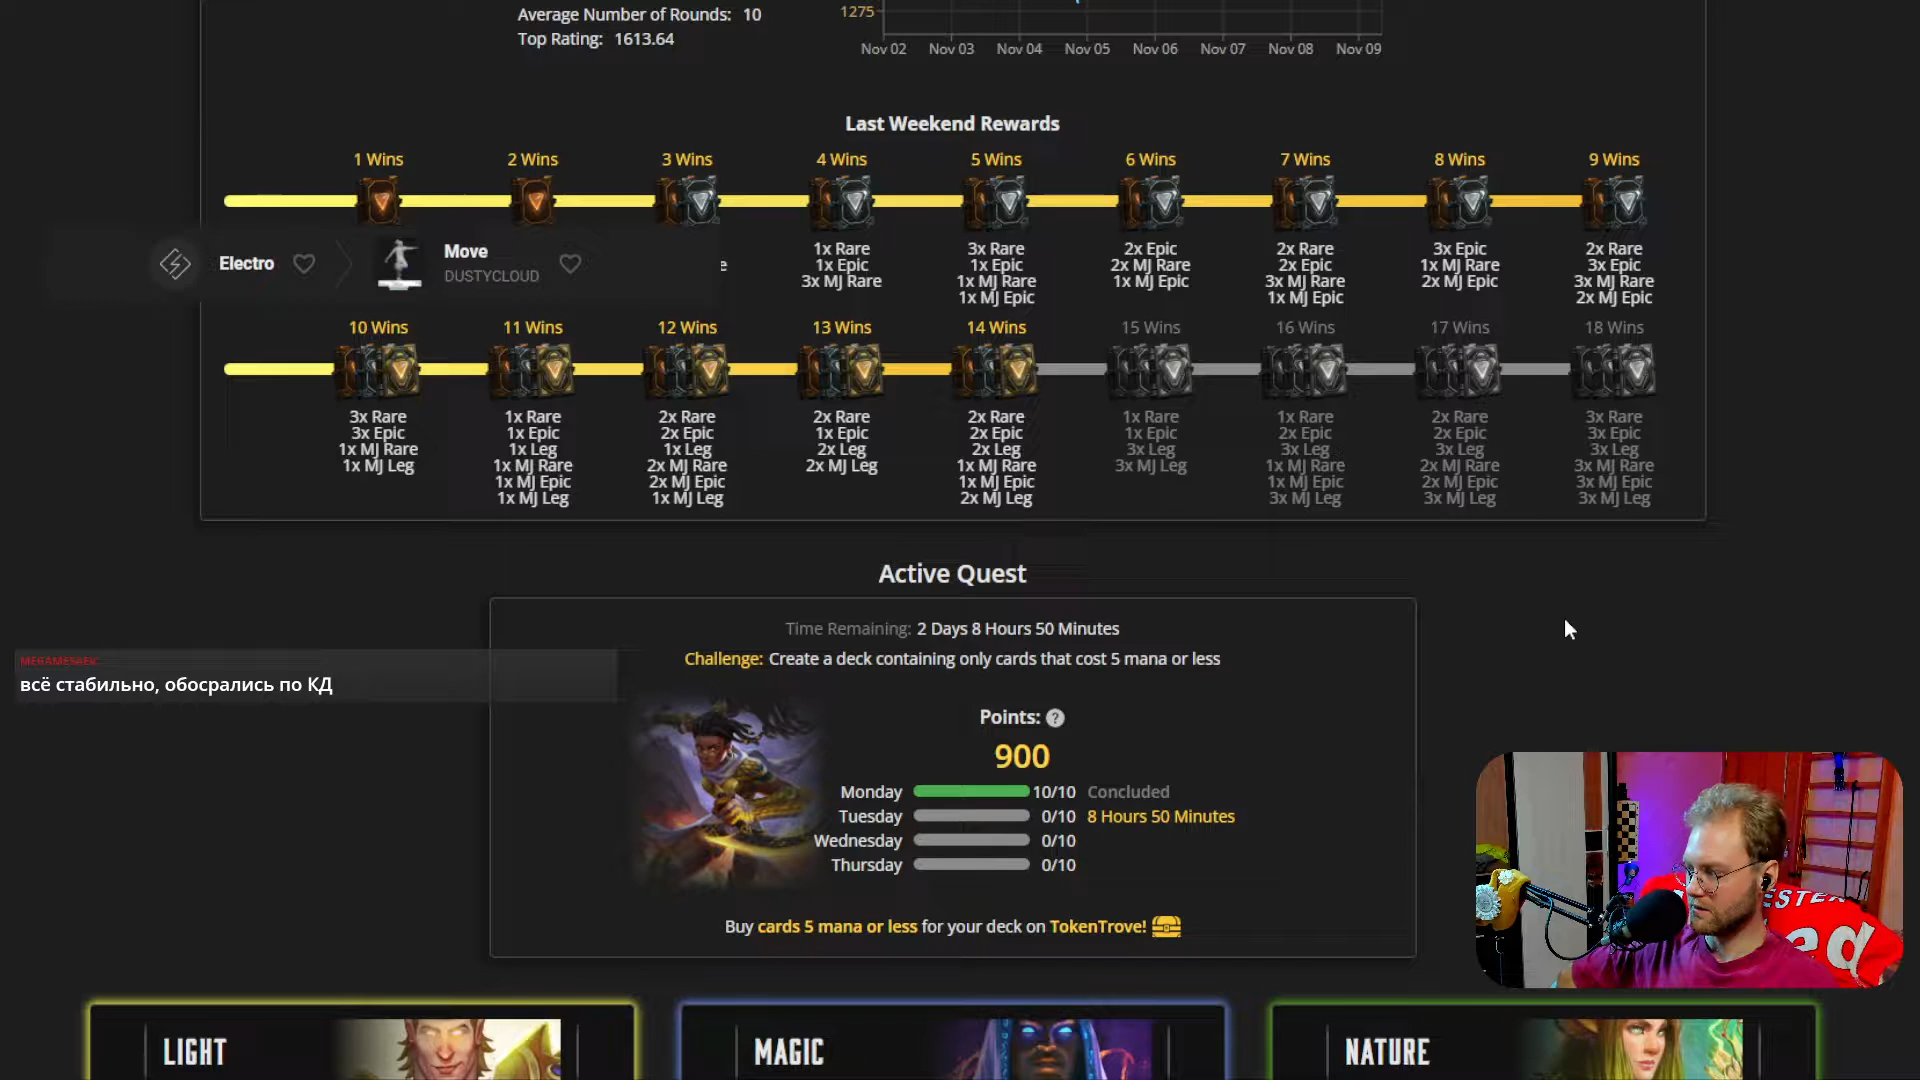 Average Number of Rounds: 10
Top Rating: 1613.64
1275
Nov 02 Nov 03 Nov 04 Nov 05 Nov 06 Nov 07 Nov 08 Nov 09
Last Weekend Rewards
1 Wins 2 Wins 3 Wins 4 Wins 5 Wins 6 Wins 7 Wins 8 Wins 9 Wins
Electro
Move
DUSTYCLOUD
e
1x Rare
1x Epic
3x MJ Rare
3x Rare
1x Epic
1x MJ Rare
1x MJ Epic
2x Epic
2x MJ Rare
1x MJ Epic
2x Rare
2x Epic
3x MJ Rare
1x MJ Epic
3x Epic
1x MJ Rare
2x MJ Epic
2x Rare
3x Epic
2x MJ Epic
10 Wins 11 Wins 12 Wins 13 Wins 14 Wins 15 Wins 16 Wins 17 Wins 18 Wins
3x Rare
3x Epic
1x MJ Rare
1x MJ Leg
1x Rare
1x Epic
1x Leg
1x MJ Rare
1x MJ Epic
1x MJ Leg
2x Rare
2x Epic
1x Leg
2x MJ Rare
2x MJ Epic
1x MJ Leg
2x Rare
1x Epic
2x Leg
2x MJ Leg
2x Rare
2x Epic
2x Leg
1x MJ Rare
1x MJ Epic
2x MJ Leg
1x Rare
1x Epic
3x Leg
3x MJ Leg
1x Rare
2x Epic
3x Leg
1x MJ Rare
1x MJ Epic
3x MJ Leg
2x Rare
2x Epic
3x Leg
2x MJ Rare
2x MJ Epic
3x MJ Leg
3x Rare
3x Epic
3x Leg
3x MJ Rare
3x MJ Epic
3x MJ Leg
Active Quest
Time Remaining: 2 Days 8 Hours 50 Minutes
Challenge: Create a deck containing only cards that cost 5 mana or less
всё стабильно, обосрались по КД
Points: ?
900
Monday 10/10 Concluded
Tuesday 0/10 8 Hours 50 Minutes
Wednesday 0/10
Thursday 0/10
Buy cards 5 mana or less for your deck on TokenTrove!
LIGHT
MAGIC
NATURE